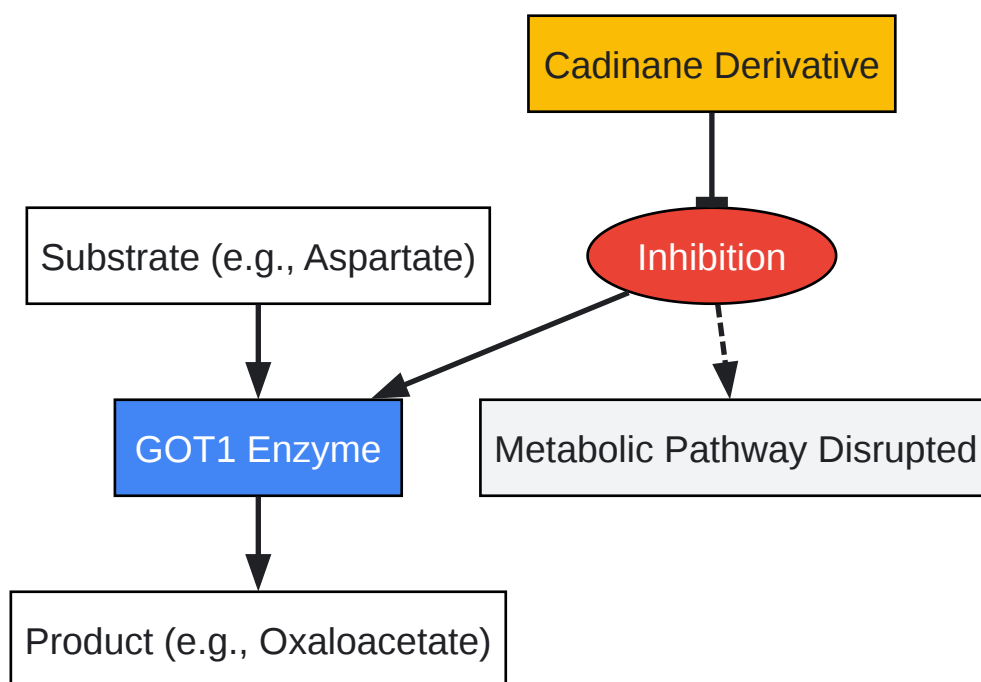 Cadinane Derivative
Substrate (e.g., Aspartate)
Inhibition
GOT1 Enzyme
Metabolic Pathway Disrupted
Product (e.g., Oxaloacetate)